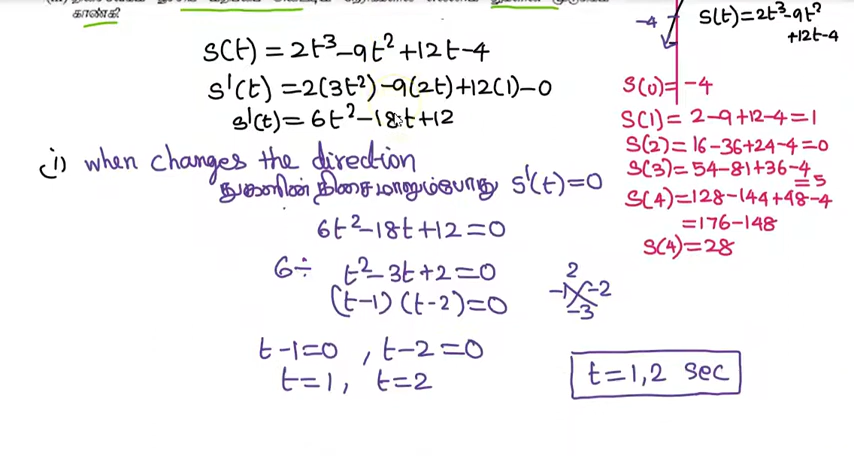 காண்க.
S(t) = 2t³-9t²+12t-4
S'(t) = 2(3t²)-9(2t)+12(1)-0
S'(t) = 6t²-18t+12
i) when changes the direction
துகளின் திசை மாறும்போது S'(t)=0
6t²-18t+12=0
6÷ t²-3t+2=0
(t-1)(t-2)=0
2
-1 -2
-3
t-1=0, t-2=0
t=1, t=2
t=1,2 sec
-4
S(t)=2t³-9t²
+12t-4
S(0)=-4
S(1)= 2-9+12-4=1
S(2)=16-36+24-4=0
S(3)=54-81+36-4
=5
S(4)=128-144+48-4
=176-148
S(4)=28